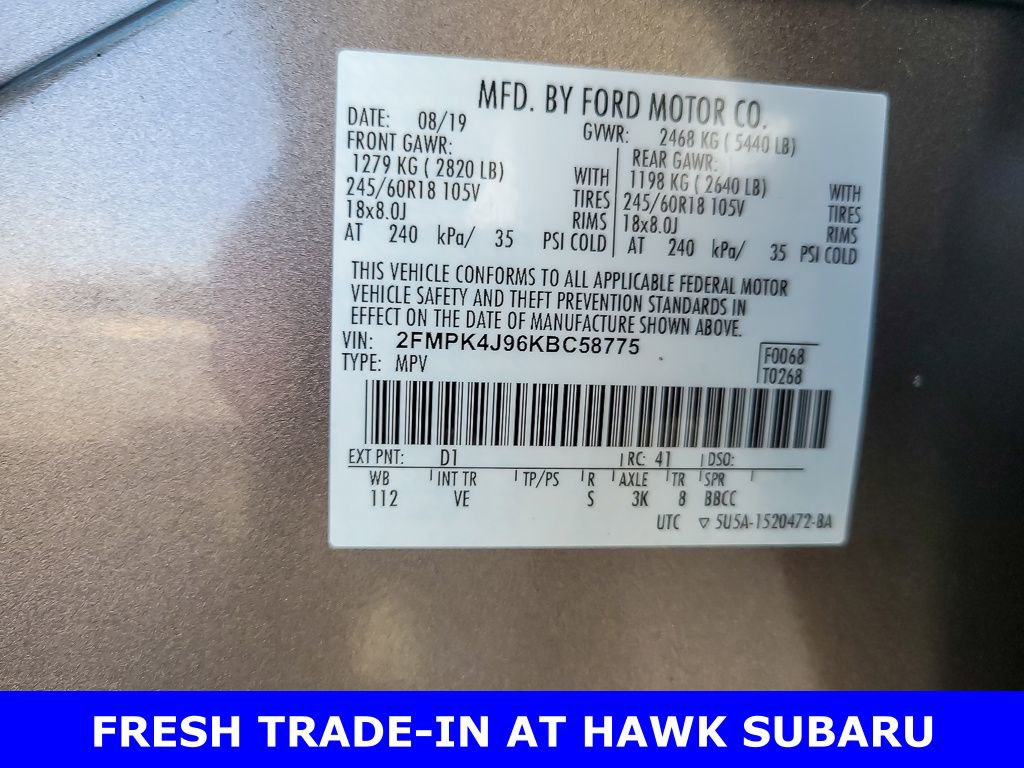 MFD. BY FORD MOTOR CO.
DATE: 08/19 GVWR: 2468 KG ( 5440 LB)
FRONT GAWR: REAR GAWR:
1279 KG ( 2820 LB) WITH 1198 KG ( 2640 LB) WITH
245/60R18 105V TIRES 245/60R18 105V TIRES
18x8.0J RIMS 18x8.0J RIMS
AT 240 kPa/ 35 PSI COLD AT 240 kPa/ 35 PSI COLD
THIS VEHICLE CONFORMS TO ALL APPLICABLE FEDERAL MOTOR
VEHICLE SAFETY AND THEFT PREVENTION STANDARDS IN
EFFECT ON THE DATE OF MANUFACTURE SHOWN ABOVE.
VIN: 2FMPK4J96KBC58775
TYPE: MPV
F0068
T0268
EXT PNT: D1 RC: 41 DSO:
WB INT TR TP/PS R AXLE TR SPR
112 VE S 3K 8 BBCC
UTC ▽ 5U5A-1520472-BA
FRESH TRADE-IN AT HAWK SUBARU